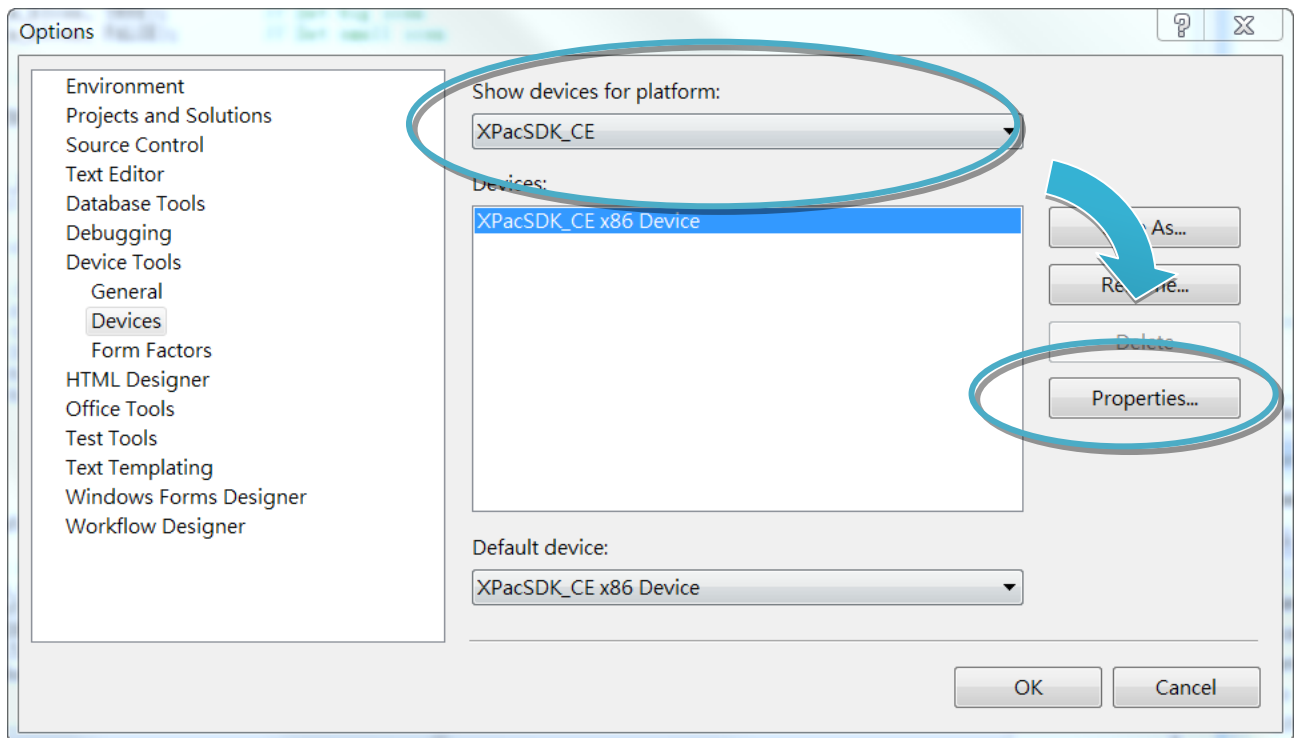 Options
Environment
Projects and Solutions
Source Control
Text Editor
Database Tools
Debugging
Device Tools
General
Devices
Form Factors
HTML Designer
Office Tools
Test Tools
Text Templating
Windows Forms Designer
Workflow Designer
Show devices for platform:
XPacSDK_CE
Devices:
XPacSDK_CE x86 Device
As...
Delete
Properties...
Default device:
XPacSDK_CE x86 Device
OK
Cancel